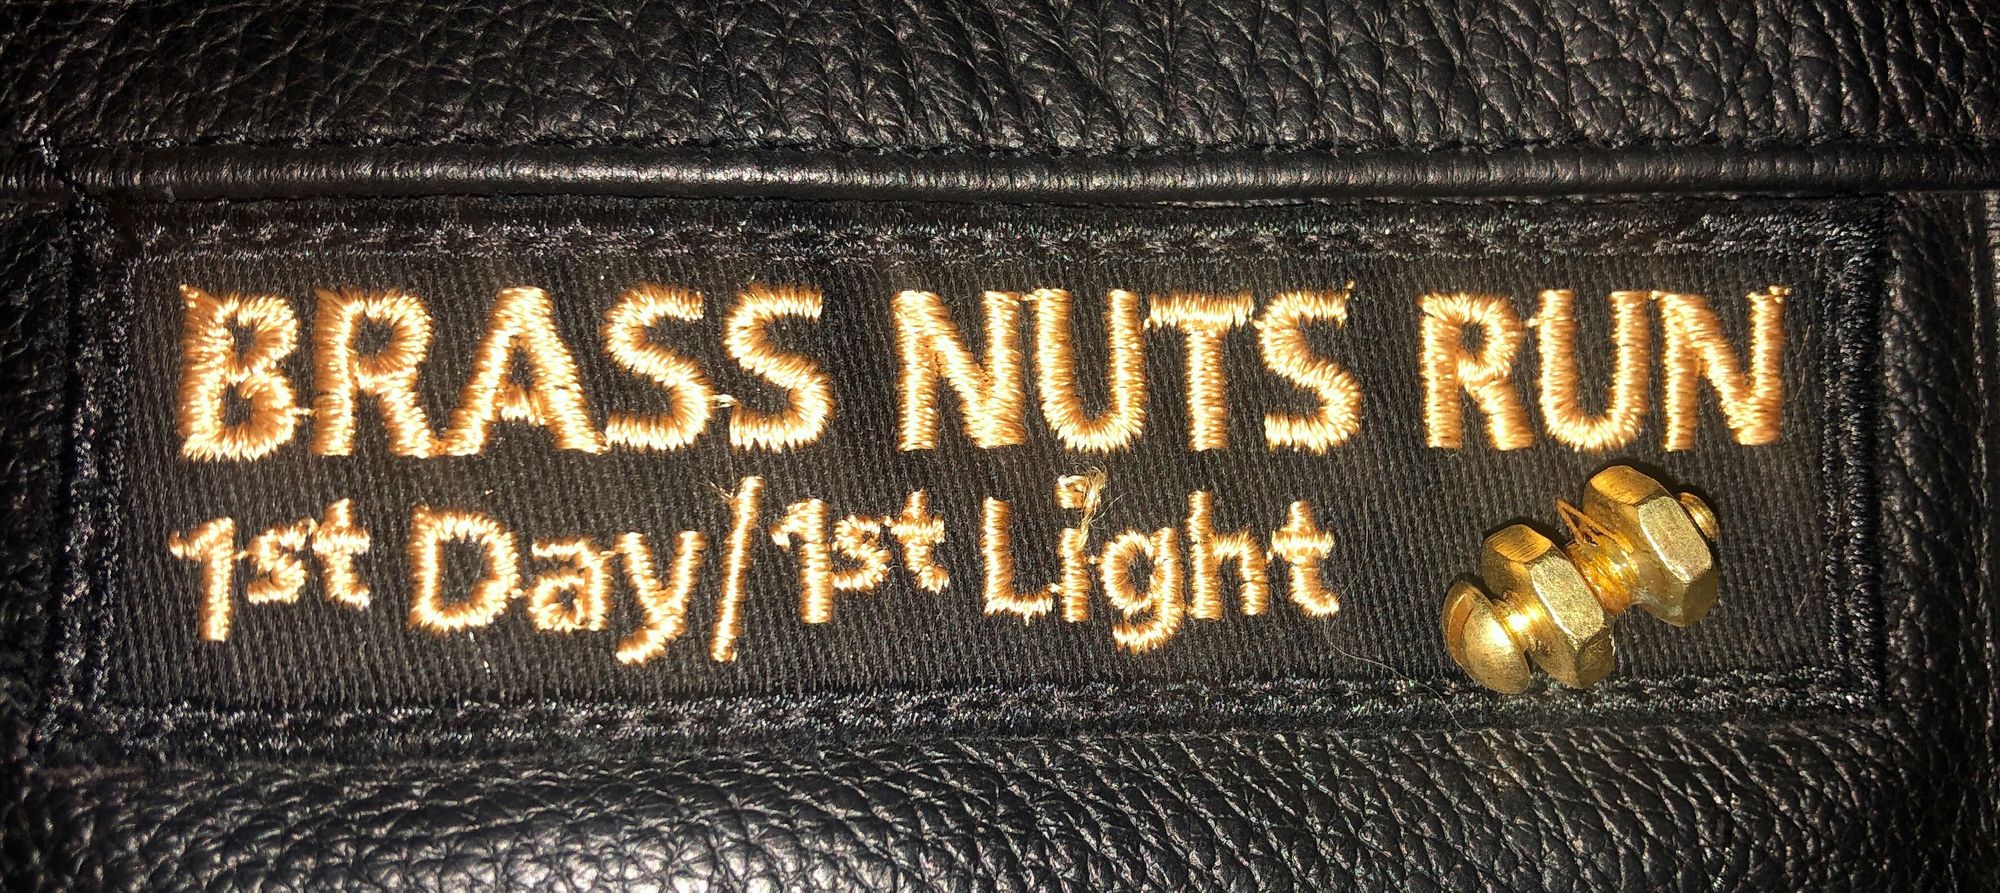 BRASS NUTS RUN
1st Day/1st Light